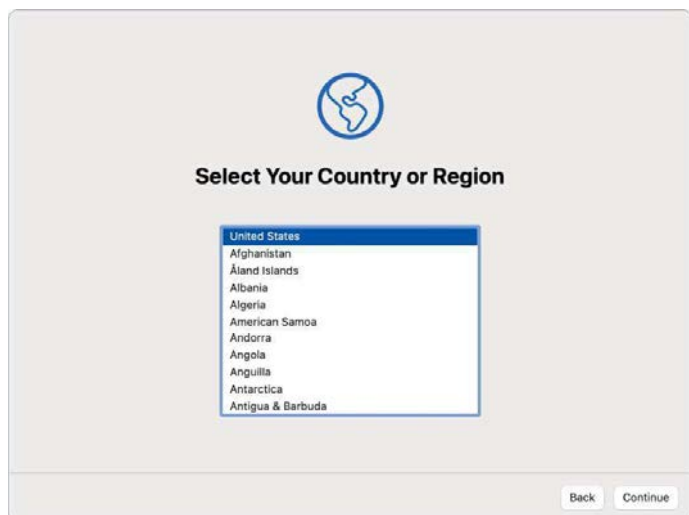 Select Your Country or Region
United States
Afghanistan
Åland Islands
Albania
Algeria
American Samoa
Andorra
Angola
Anguilla
Antarctica
Antigua & Barbuda
Back Continue